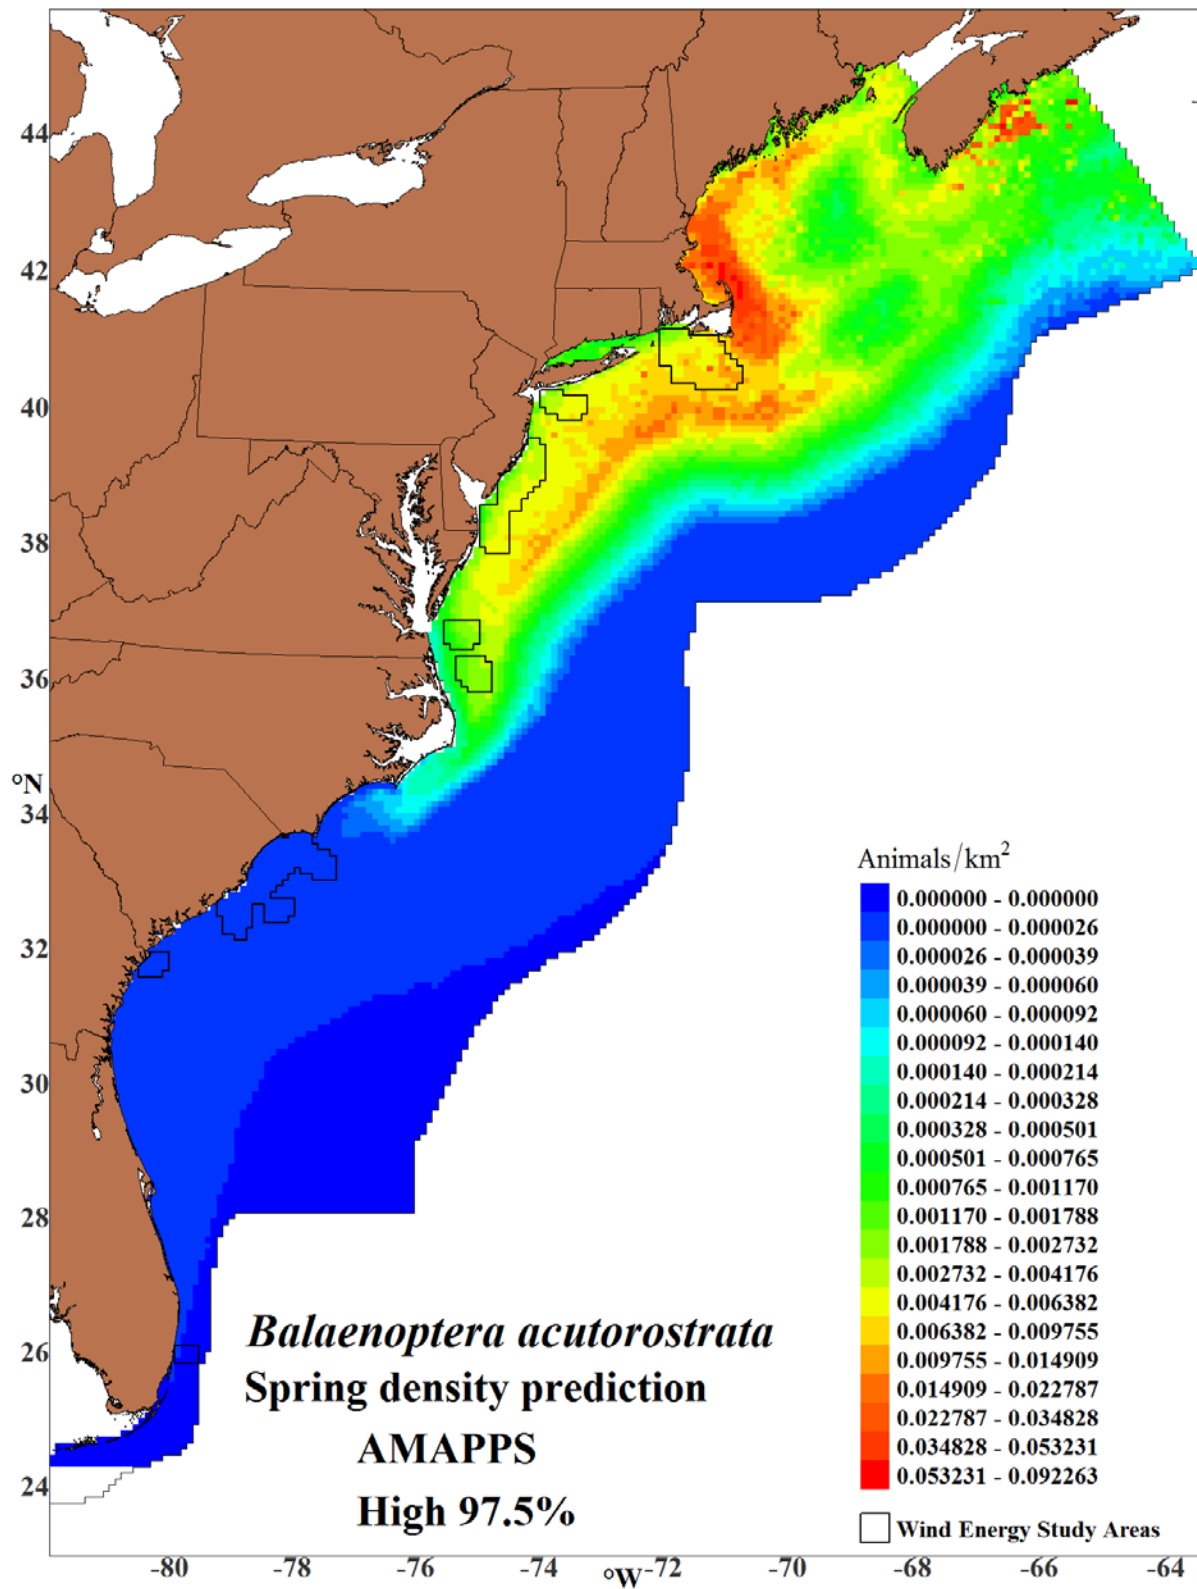 44
42
40
38
36
°N
34
32
30
28
26
24
Animals/km²
0.000000 - 0.000000
0.000000 - 0.000026
0.000026 - 0.000039
0.000039 - 0.000060
0.000060 - 0.000092
0.000092 - 0.000140
0.000140 - 0.000214
0.000214 - 0.000328
0.000328 - 0.000501
0.000501 - 0.000765
0.000765 - 0.001170
0.001170 - 0.001788
0.001788 - 0.002732
0.002732 - 0.004176
0.004176 - 0.006382
0.006382 - 0.009755
0.009755 - 0.014909
0.014909 - 0.022787
0.022787 - 0.034828
0.034828 - 0.053231
0.053231 - 0.092263
Wind Energy Study Areas
Balaenoptera acutorostrata
Spring density prediction
AMAPPS
High 97.5%
-80 -78 -76 -74 °W -72 -70 -68 -66 -64